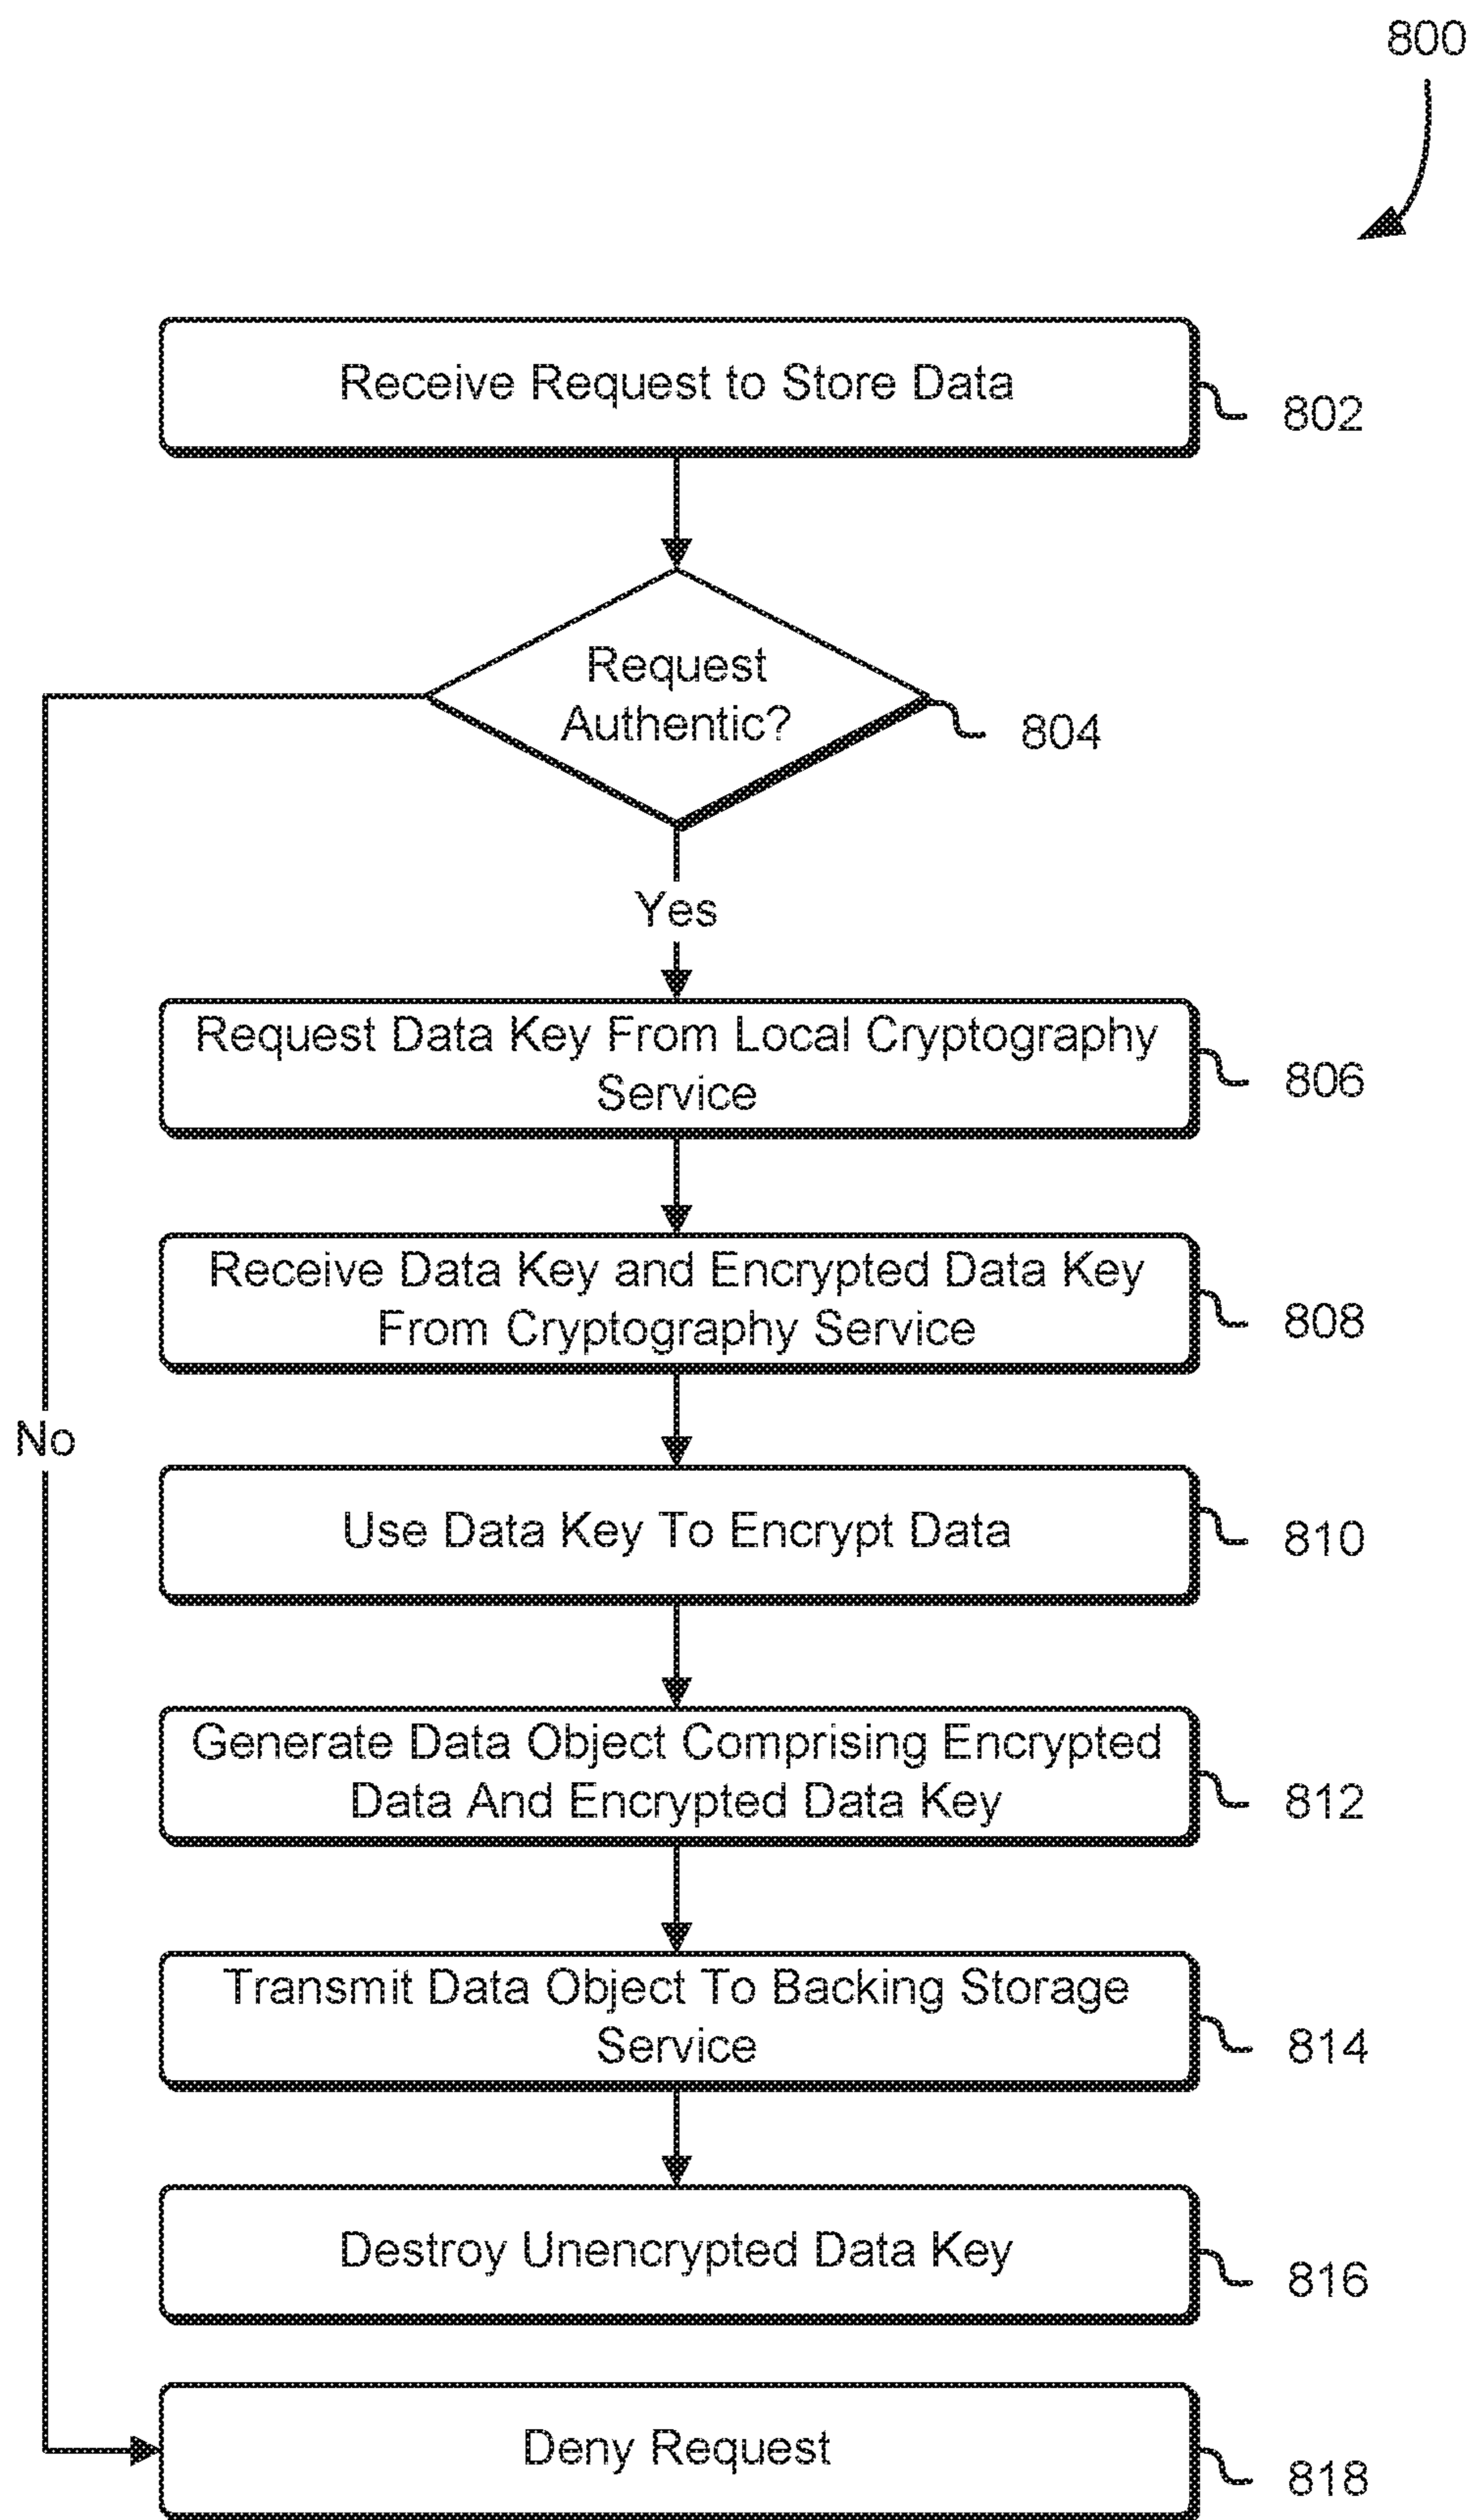 800
Receive Request to Store Data
802
Request
Authentic?
804
Yes
Request Data Key From Local Cryptography
Service
806
Receive Data Key and Encrypted Data Key
From Cryptography Service
808
No
Use Data Key To Encrypt Data
810
Generate Data Object Comprising Encrypted
Data And Encrypted Data Key
812
Transmit Data Object To Backing Storage
Service
814
Destroy Unencrypted Data Key
816
Deny Request
818